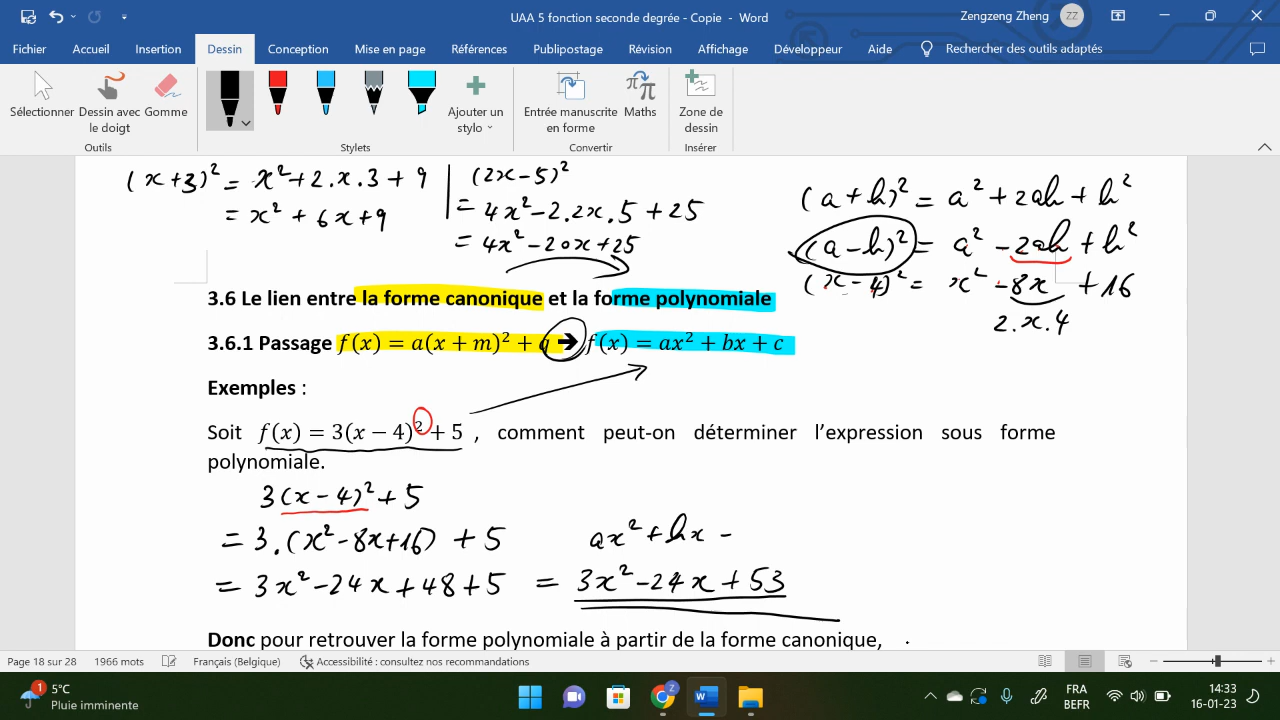 UAA 5 fonction seconde degrée - Copie - Word
Zengzeng Zheng
ZZ
Fichier Accueil Insertion Dessin Conception Mise en page Références Publipostage Révision Affichage Développeur Aide Rechercher des outils adaptés
Sélectionner
Dessin avec le doigt
Gomme
Ajouter un stylo
Entrée manuscrite en forme
Maths
Zone de dessin
Outils Stylets Convertir Insérer
(x+3)² = x² + 2.x.3 + 9
= x² + 6x + 9
(2x-5)²
= 4x² - 2.2x.5 + 25
= 4x² - 20x + 25
(a+b)² = a² + 2ab + b²
(a-b)² = a² - 2ab + b²
(x-4)² = x² - 8x + 16
2.x.4
3.6 Le lien entre la forme canonique et la forme polynomiale
3.6.1 Passage f(x) = a(x + m)² + q ➔ f(x) = ax² + bx + c
Exemples :
Soit f(x) = 3(x − 4)² + 5 , comment peut-on déterminer l’expression sous forme
polynomiale.
3(x-4)² + 5
= 3.(x² - 8x + 16) + 5
ax² + bx -
= 3x² - 24x + 48 + 5 = 3x² - 24x + 53
Donc pour retrouver la forme polynomiale à partir de la forme canonique,
Page 18 sur 28 1966 mots Français (Belgique) Accessibilité : consultez nos recommandations
1
5°C
Pluie imminente
Z
W
FRA
BEFR
14:33
16-01-23